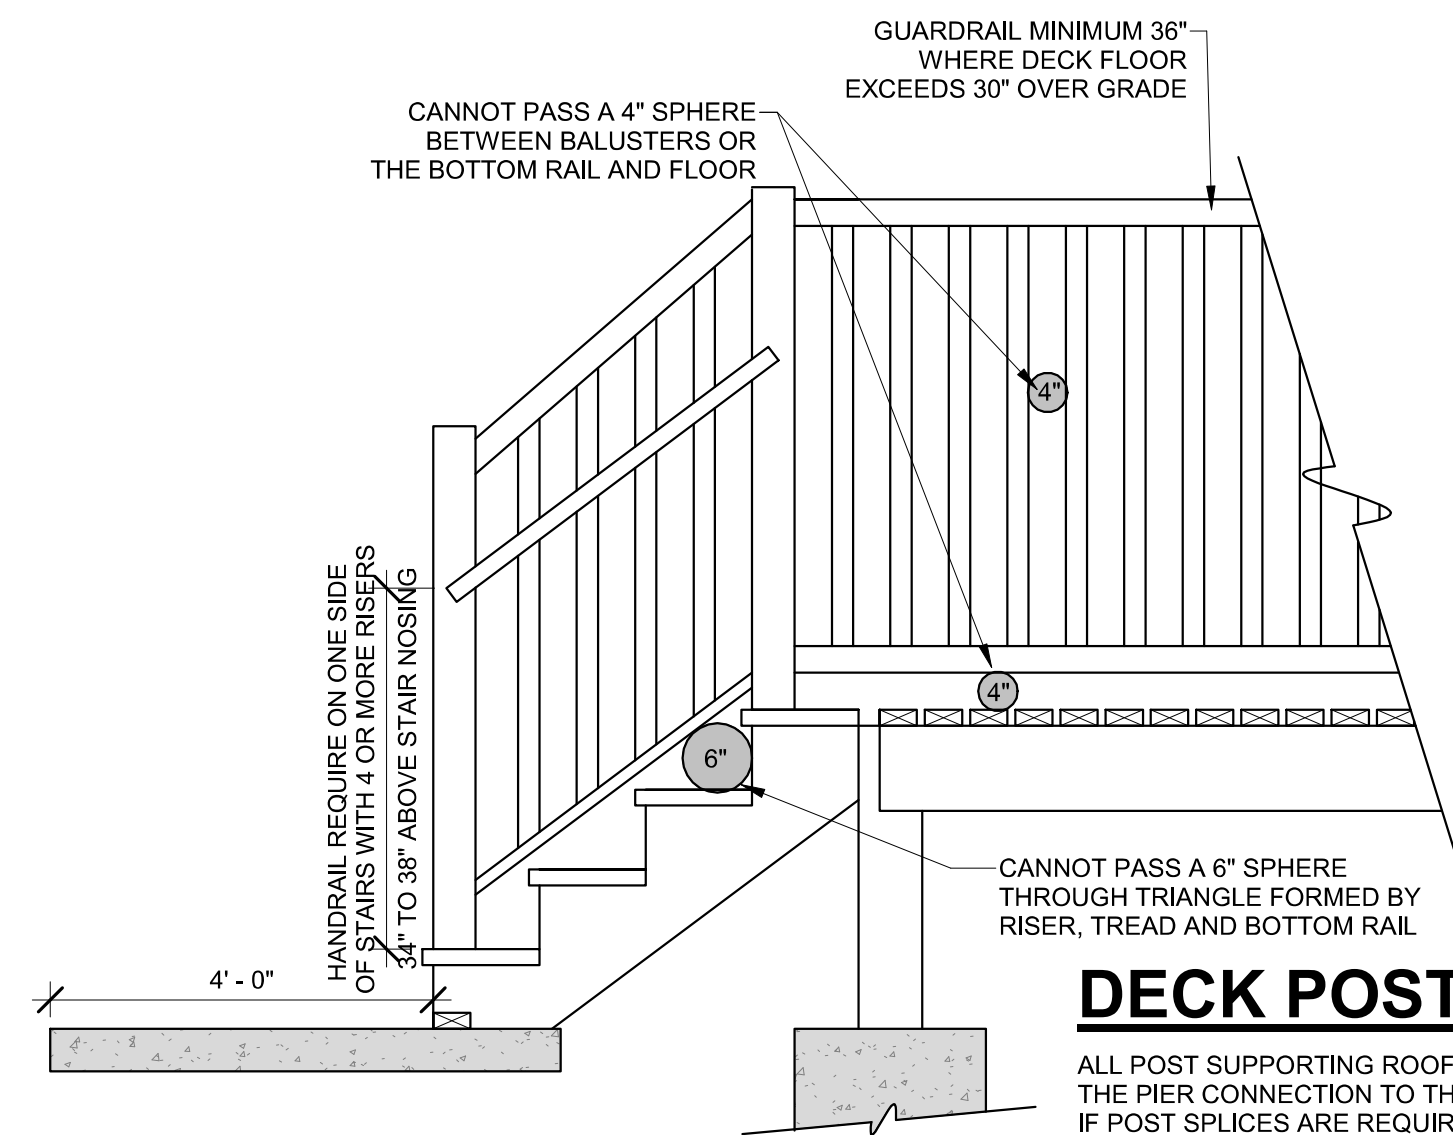 GUARDRAIL MINIMUM 36"
WHERE DECK FLOOR
EXCEEDS 30" OVER GRADE
CANNOT PASS A 4" SPHERE
BETWEEN BALUSTERS OR
THE BOTTOM RAIL AND FLOOR
4"
4"
6"
HANDRAIL REQUIRE ON ONE SIDE
OF STAIRS WITH 4 OR MORE RISERS
34" TO 38" ABOVE STAIR NOSING
CANNOT PASS A 6" SPHERE
THROUGH TRIANGLE FORMED BY
RISER, TREAD AND BOTTOM RAIL
4' - 0"
DECK POST
ALL POST SUPPORTING ROOF
THE PIER CONNECTION TO TH
IF POST SPLICES ARE REQUIR